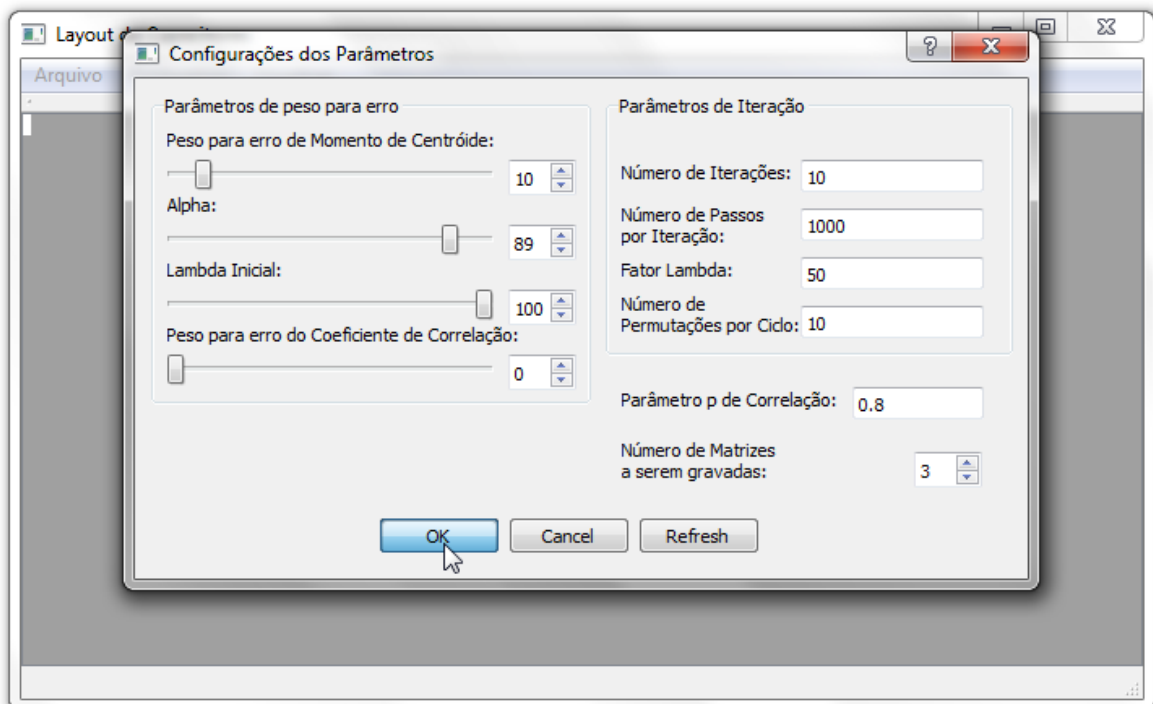 Layout d
Configurações dos Parâmetros
Arquivo
Parâmetros de peso para erro
Peso para erro de Momento de Centróide:
10
Alpha:
89
Lambda Inicial:
100
Peso para erro do Coeficiente de Correlação:
0
Parâmetros de Iteração
Número de Iterações: 10
Número de Passos
por Iteração: 1000
Fator Lambda: 50
Número de
Permutações por Ciclo: 10
Parâmetro p de Correlação: 0.8
Número de Matrizes
a serem gravadas: 3
OK Cancel Refresh